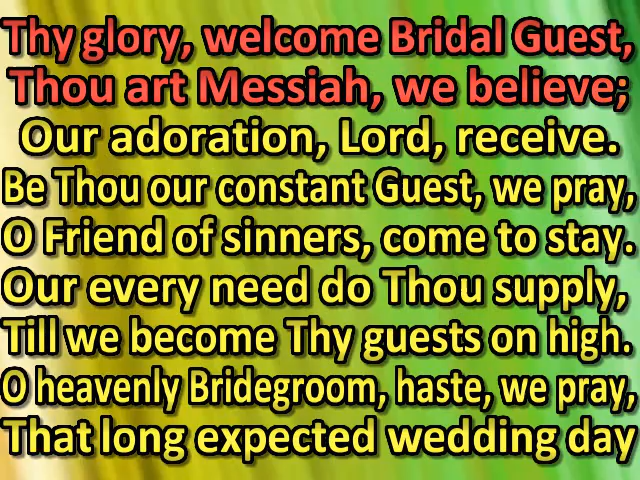 Thy glory, welcome Bridal Guest,
Thou art Messiah, we believe;
Our adoration, Lord, receive.
Be Thou our constant Guest, we pray,
O Friend of sinners, come to stay.
Our every need do Thou supply,
Till we become Thy guests on high.
O heavenly Bridegroom, haste, we pray,
That long expected wedding day